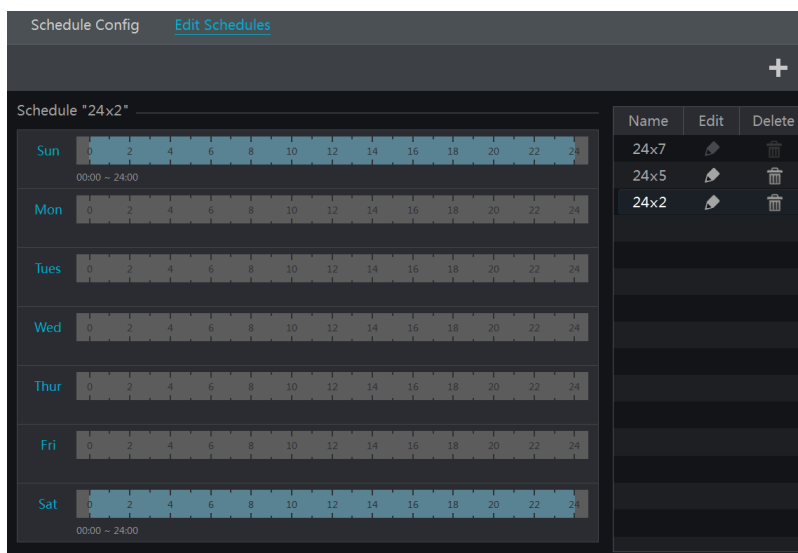 Schedule Config Edit Schedules
+
Schedule "24x2"
Name Edit Delete
Sun 0 2 4 6 8 10 12 14 16 18 20 22 24
00:00 ~ 24:00
24x7
24x5
24x2
Mon 0 2 4 6 8 10 12 14 16 18 20 22 24
Tues 0 2 4 6 8 10 12 14 16 18 20 22 24
Wed 0 2 4 6 8 10 12 14 16 18 20 22 24
Thur 0 2 4 6 8 10 12 14 16 18 20 22 24
Fri 0 2 4 6 8 10 12 14 16 18 20 22 24
Sat 0 2 4 6 8 10 12 14 16 18 20 22 24
00:00 ~ 24:00